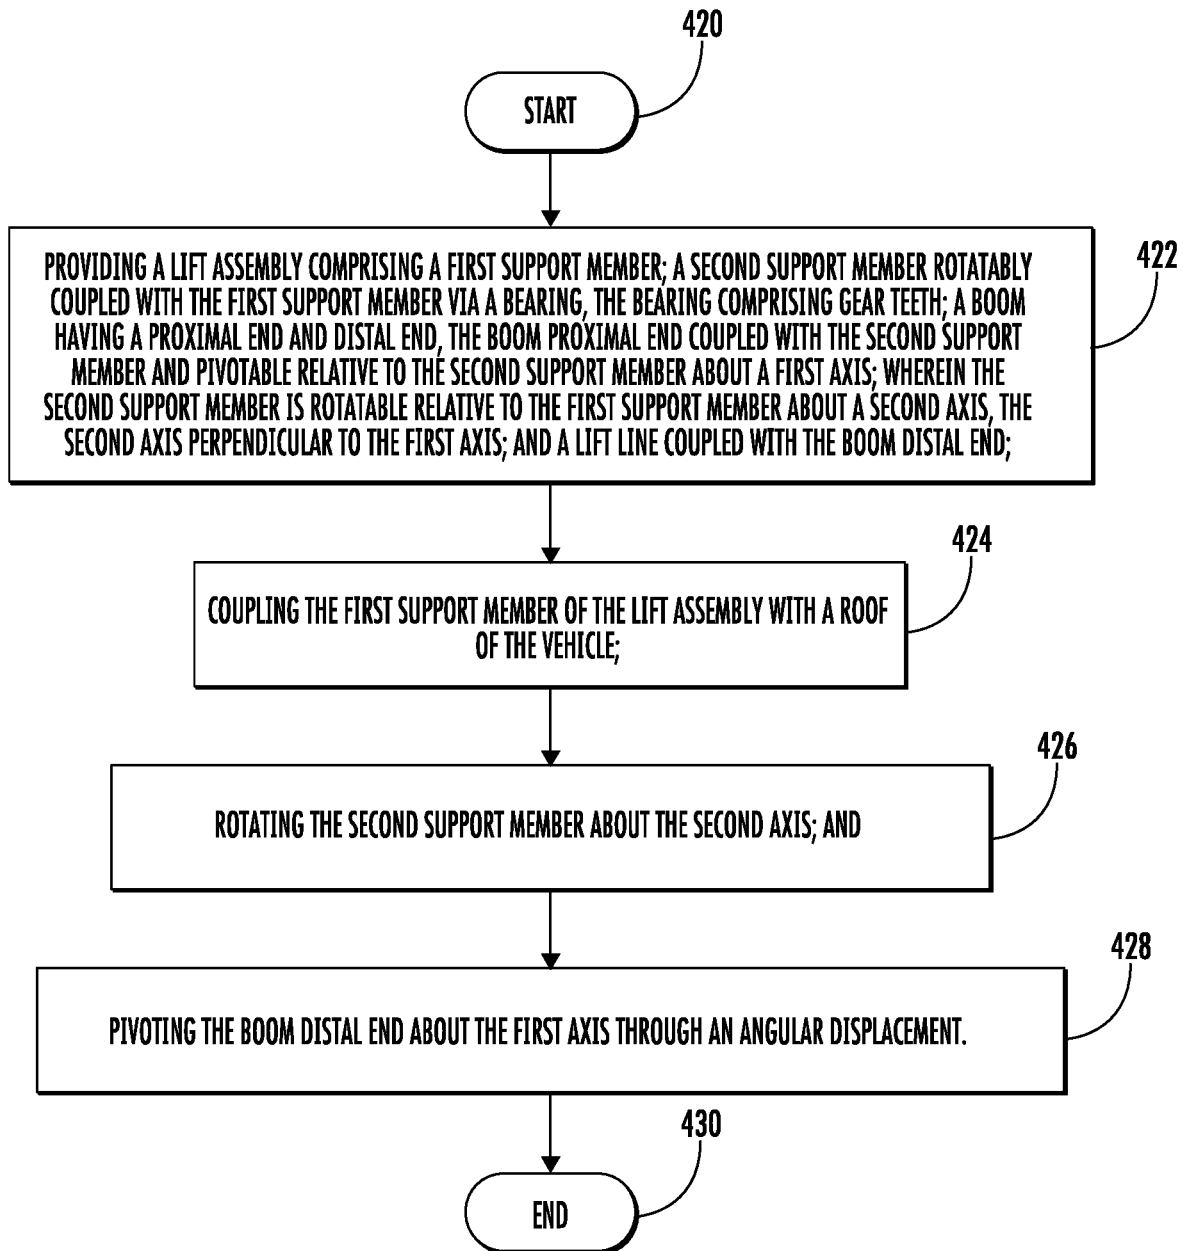 420
START
422
PROVIDING A LIFT ASSEMBLY COMPRISING A FIRST SUPPORT MEMBER; A SECOND SUPPORT MEMBER ROTATABLY
COUPLED WITH THE FIRST SUPPORT MEMBER VIA A BEARING, THE BEARING COMPRISING GEAR TEETH; A BOOM
HAVING A PROXIMAL END AND DISTAL END, THE BOOM PROXIMAL END COUPLED WITH THE SECOND SUPPORT
MEMBER AND PIVOTABLE RELATIVE TO THE SECOND SUPPORT MEMBER ABOUT A FIRST AXIS; WHEREIN THE
SECOND SUPPORT MEMBER IS ROTATABLE RELATIVE TO THE FIRST SUPPORT MEMBER ABOUT A SECOND AXIS, THE
SECOND AXIS PERPENDICULAR TO THE FIRST AXIS; AND A LIFT LINE COUPLED WITH THE BOOM DISTAL END;
424
COUPLING THE FIRST SUPPORT MEMBER OF THE LIFT ASSEMBLY WITH A ROOF
OF THE VEHICLE;
426
ROTATING THE SECOND SUPPORT MEMBER ABOUT THE SECOND AXIS; AND
428
PIVOTING THE BOOM DISTAL END ABOUT THE FIRST AXIS THROUGH AN ANGULAR DISPLACEMENT.
430
END